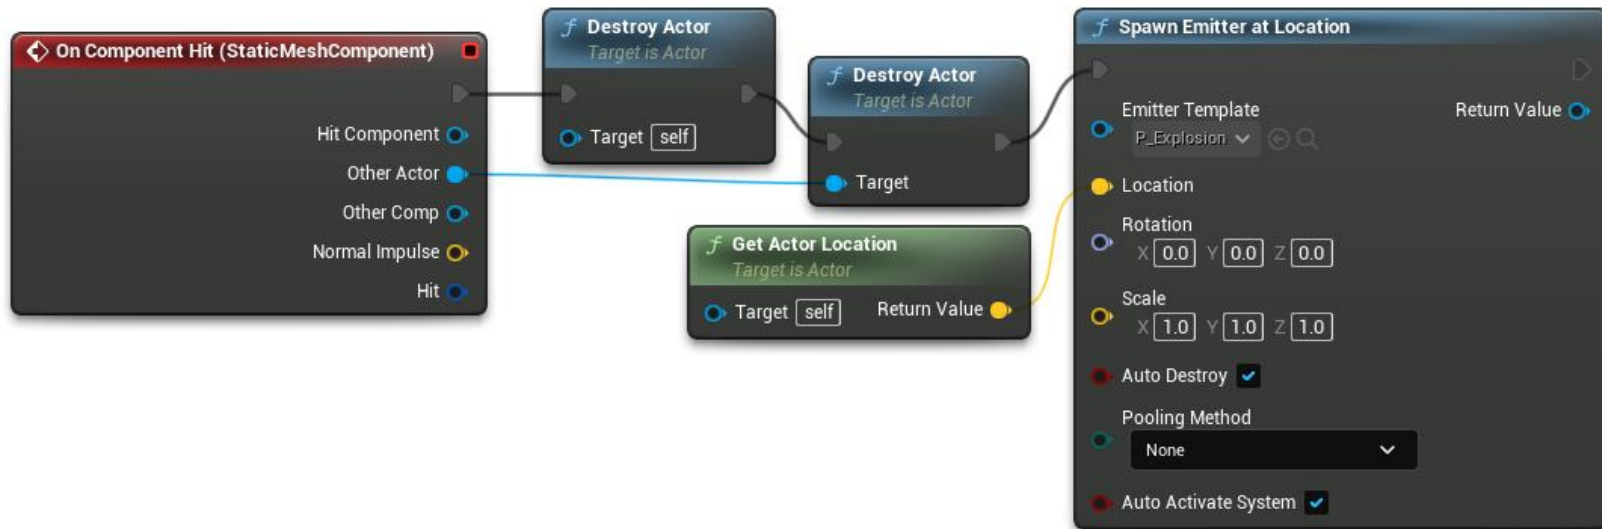 On Component Hit (StaticMeshComponent)
Hit Component
Other Actor
Other Comp
Normal Impulse
Hit
f Destroy Actor
Target is Actor
Target self
f Destroy Actor
Target is Actor
Target
f Get Actor Location
Target is Actor
Target self Return Value
f Spawn Emitter at Location
Emitter Template Return Value
P_Explosion
Location
Rotation
X 0.0 Y 0.0 Z 0.0
Scale
X 1.0 Y 1.0 Z 1.0
Auto Destroy
Pooling Method
None
Auto Activate System